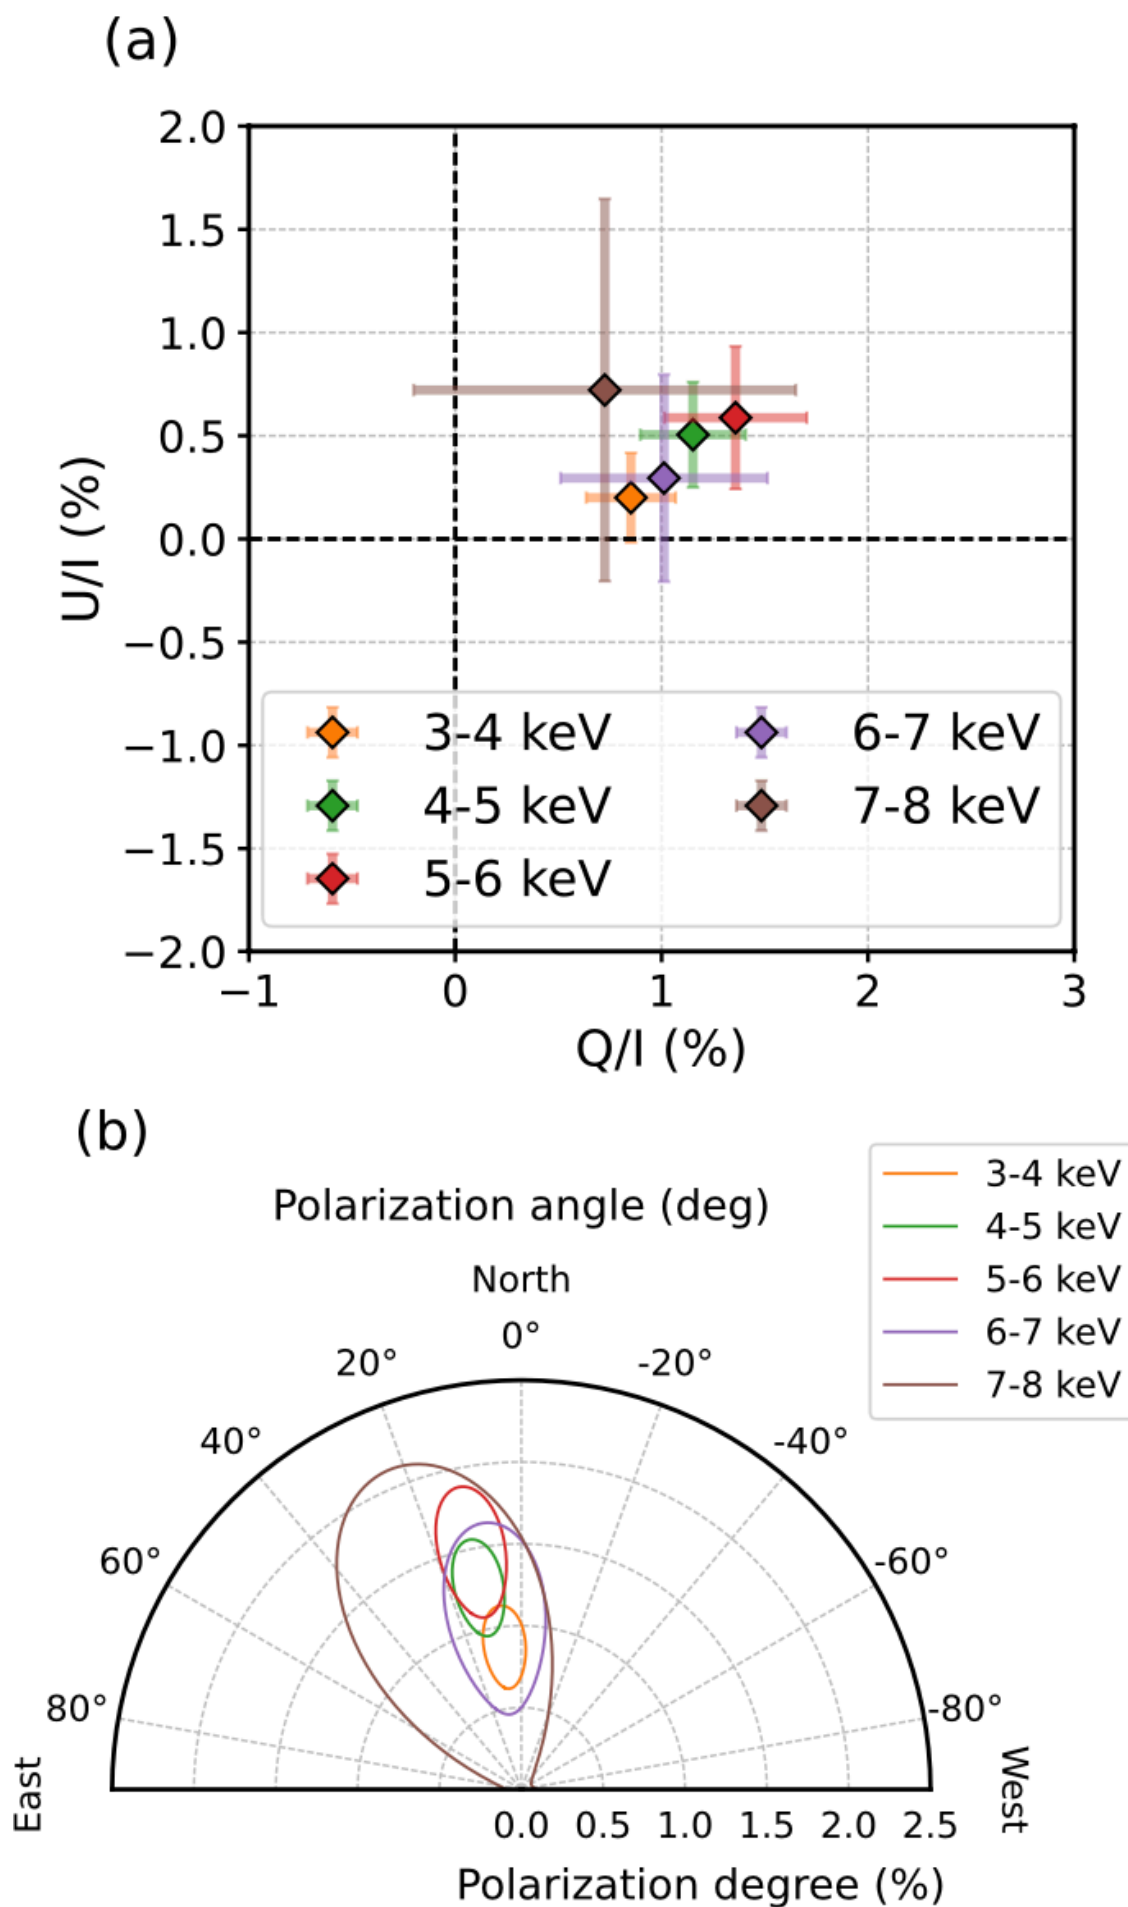 (a)
2.0
1.5
1.0
0.5
0.0
−0.5
−1.0
−1.5
−2.0
U/I (%)
3-4 keV
4-5 keV
5-6 keV
6-7 keV
7-8 keV
−1 0 1 2 3
Q/I (%)
(b)
3-4 keV
4-5 keV
5-6 keV
6-7 keV
7-8 keV
Polarization angle (deg)
North
0°
20° -20°
40° -40°
60° -60°
80° -80°
East
West
0.0 0.5 1.0 1.5 2.0 2.5
Polarization degree (%)